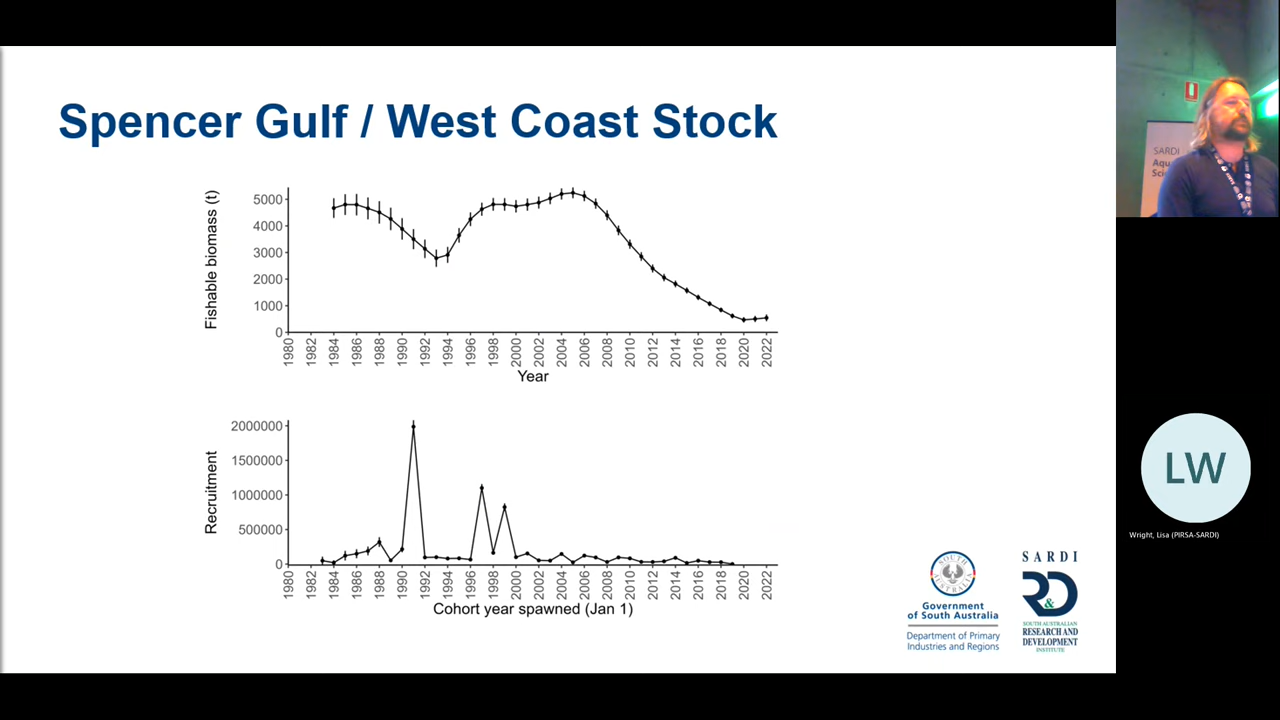 Spencer Gulf / West Coast Stock
Fishable biomass (t)
5000
4000
3000
2000
1000
0
1980 1982 1984 1986 1988 1990 1992 1994 1996 1998 2000 2002 2004 2006 2008 2010 2012 2014 2016 2018 2020 2022
Year
Recruitment
2000000
1500000
1000000
500000
0
1980 1982 1984 1986 1988 1990 1992 1994 1996 1998 2000 2002 2004 2006 2008 2010 2012 2014 2016 2018 2020 2022
Cohort year spawned (Jan 1)
SOUTH
AUSTRALIA
Government
of South Australia
Department of Primary
Industries and Regions
SARDI
R&D
SOUTH AUSTRALIAN
RESEARCH AND
DEVELOPMENT
INSTITUTE
SARDI
LW
Wright, Lisa (PIRSA-SARDI)